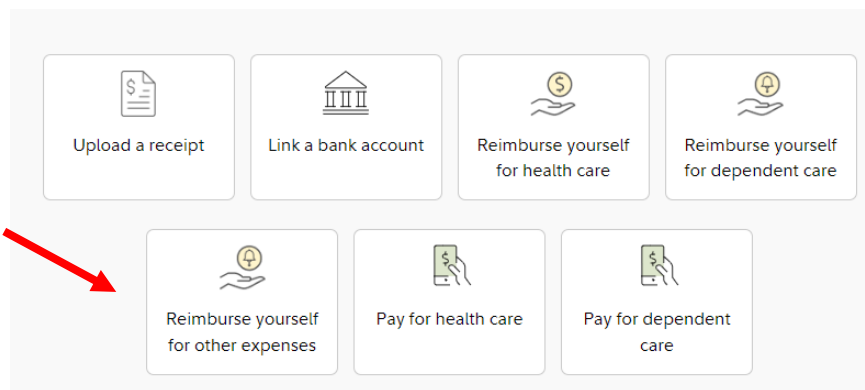 Upload a receipt
Link a bank account
Reimburse yourself
for health care
Reimburse yourself
for dependent care
Reimburse yourself
for other expenses
Pay for health care
Pay for dependent
care